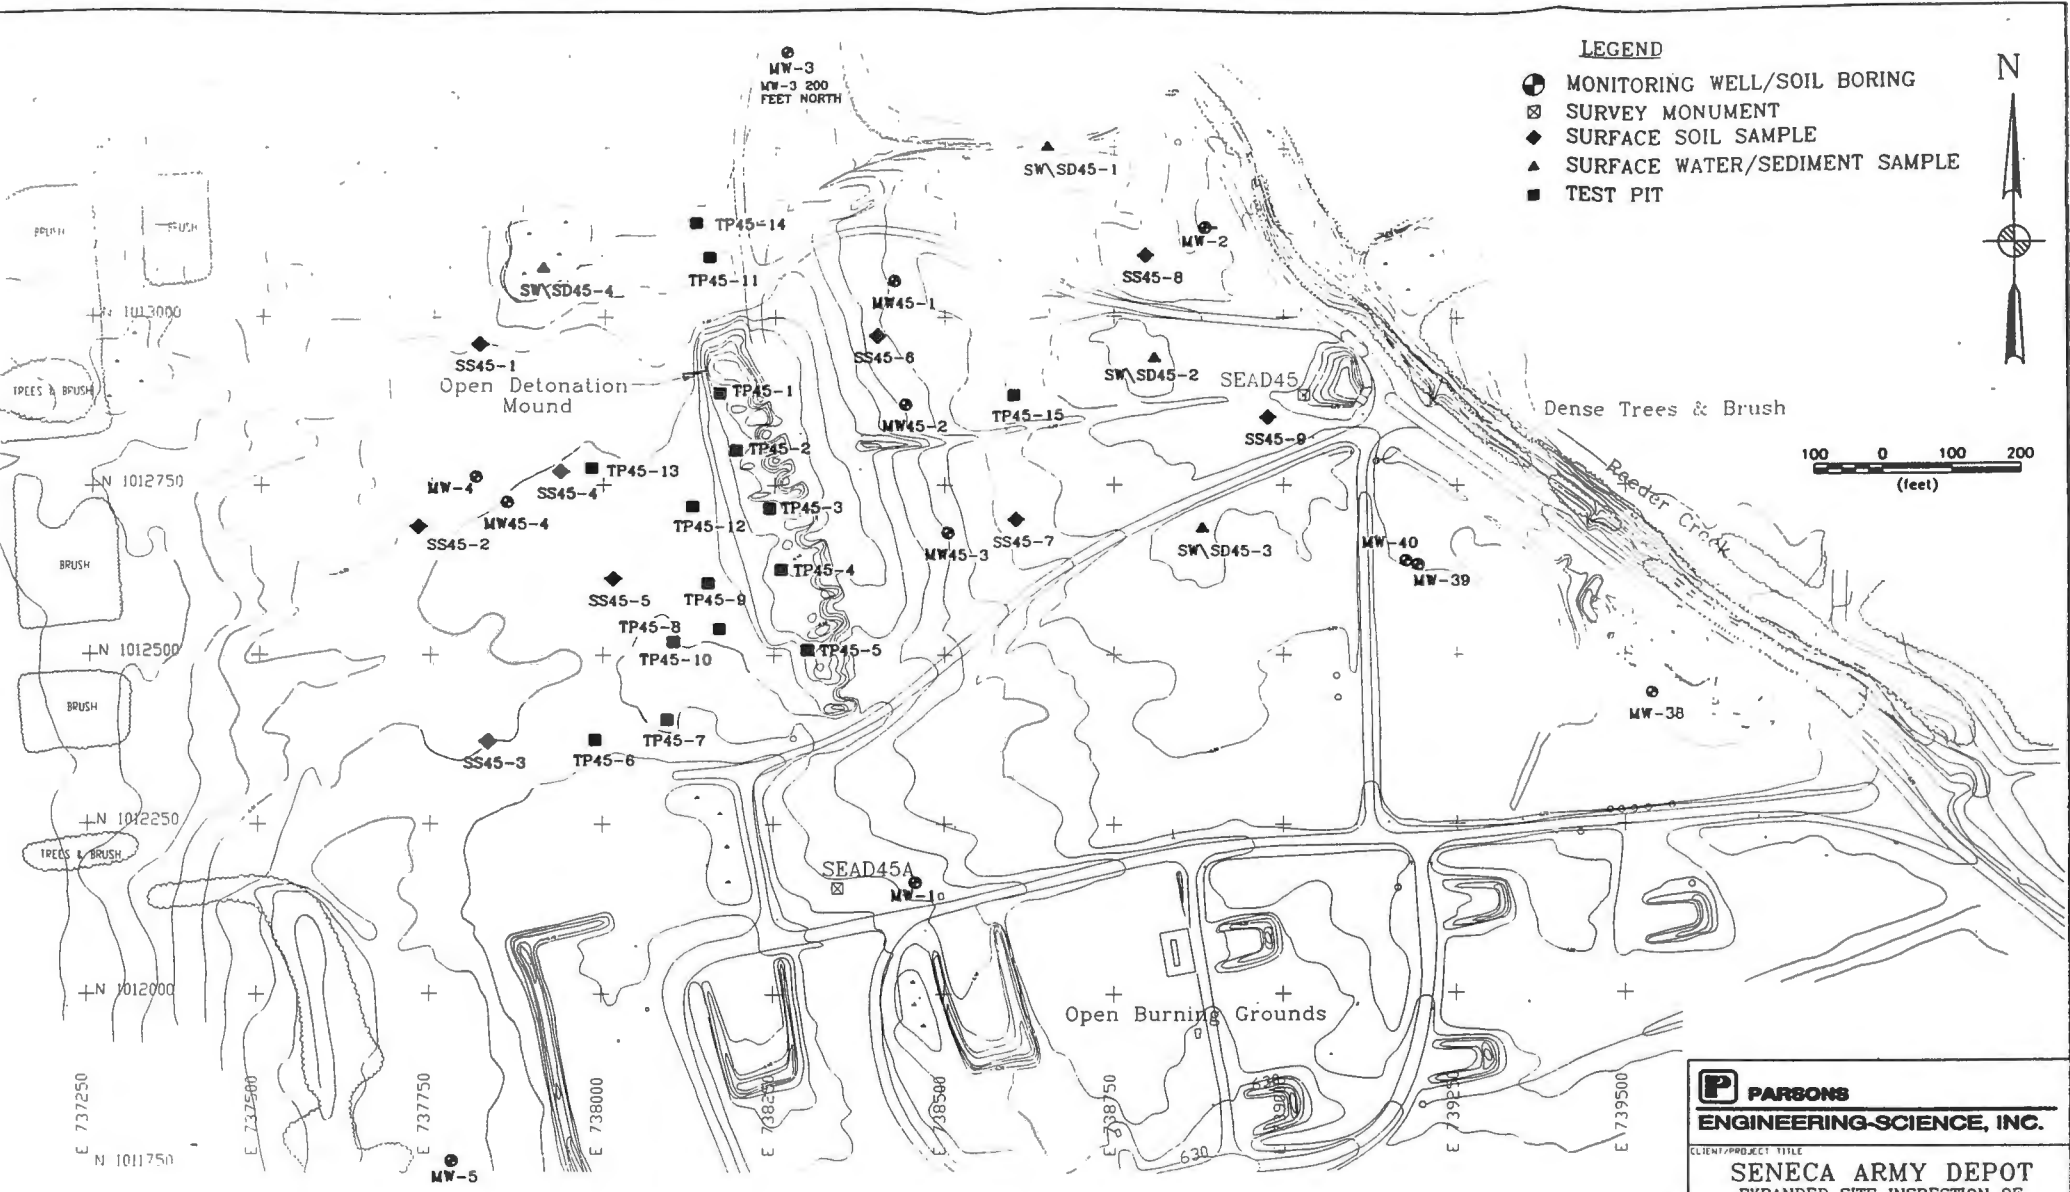 LEGEND
MONITORING WELL/SOIL BORING
SURVEY MONUMENT
SURFACE SOIL SAMPLE
SURFACE WATER/SEDIMENT SAMPLE
TEST PIT
N
MW-3
MW-3 200
FEET NORTH
SW\SD45-1
TP45-14
MW-2
BRUSH
TP45-11
SS45-8
SW\SD45-4
MW45-1
N 1013000
SS45-1
SS45-6
SW\SD45-2
SEAD45
Open Detonation
Mound
TP45-1
TREES & BRUSH
TP45-15
Dense Trees & Brush
MW45-2
SS45-9
TP45-2
TP45-13
Reeder Creek
100 0 100 200
(feet)
N 1012750
MW-4
SS45-4
TP45-3
MW45-4
TP45-12
SS45-2
MW45-3
SS45-7
SW\SD45-3
MW-40
MW-39
BRUSH
TP45-4
SS45-5
TP45-9
TP45-8
N 1012500
TP45-10
TP45-5
BRUSH
MW-38
TP45-7
SS45-3
TP45-6
N 1012250
TREES & BRUSH
SEAD45A
MW-1
N 1012000
Open Burning Grounds
E 737250
E 737500
E 737750
E 738000
E 738250
E 738500
E 738750
E 739250
E 739500
630
630
N 1011750
MW-5
P PARSONS
ENGINEERING-SCIENCE, INC.
CLIENT/PROJECT TITLE
SENECA ARMY DEPOT
EXPANDED SITE INSPECTION OF